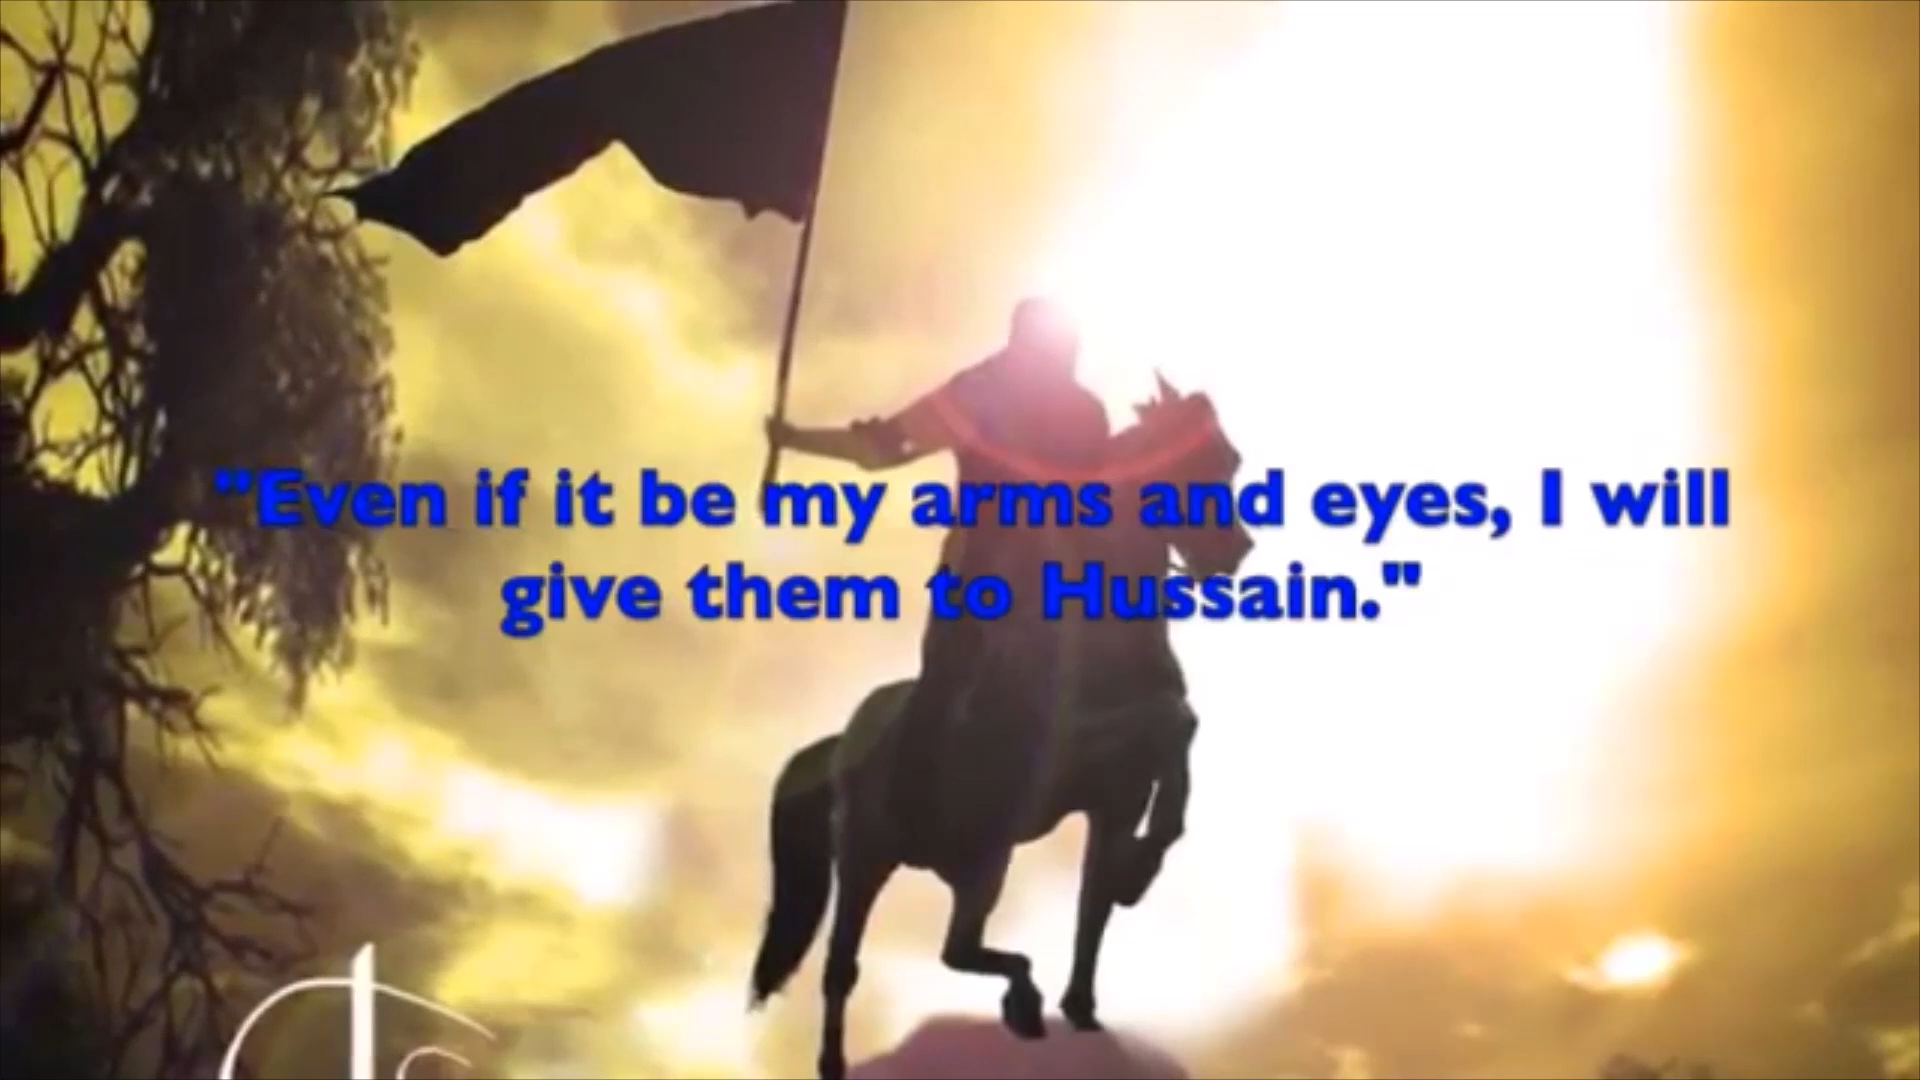 "Even if it be my arms and eyes, I will
give them to Hussain."